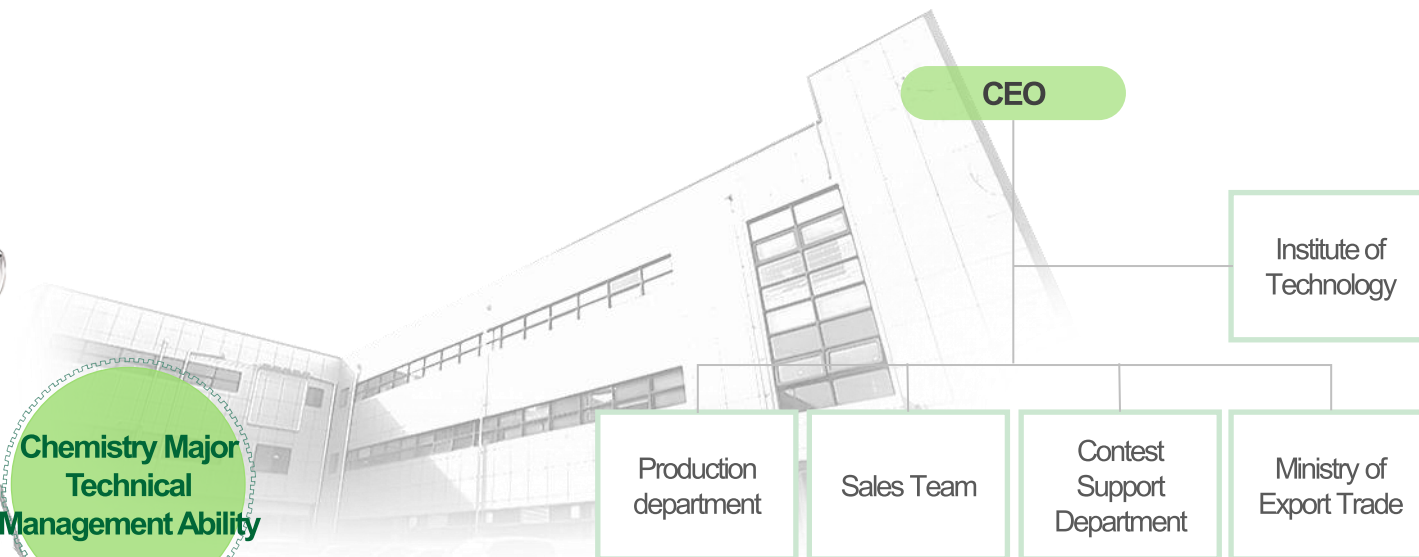 CEO
Institute of
Technology
Chemistry Major
Technical
Management Ability
Production
department
Sales Team
Contest
Support
Department
Ministry of
Export Trade